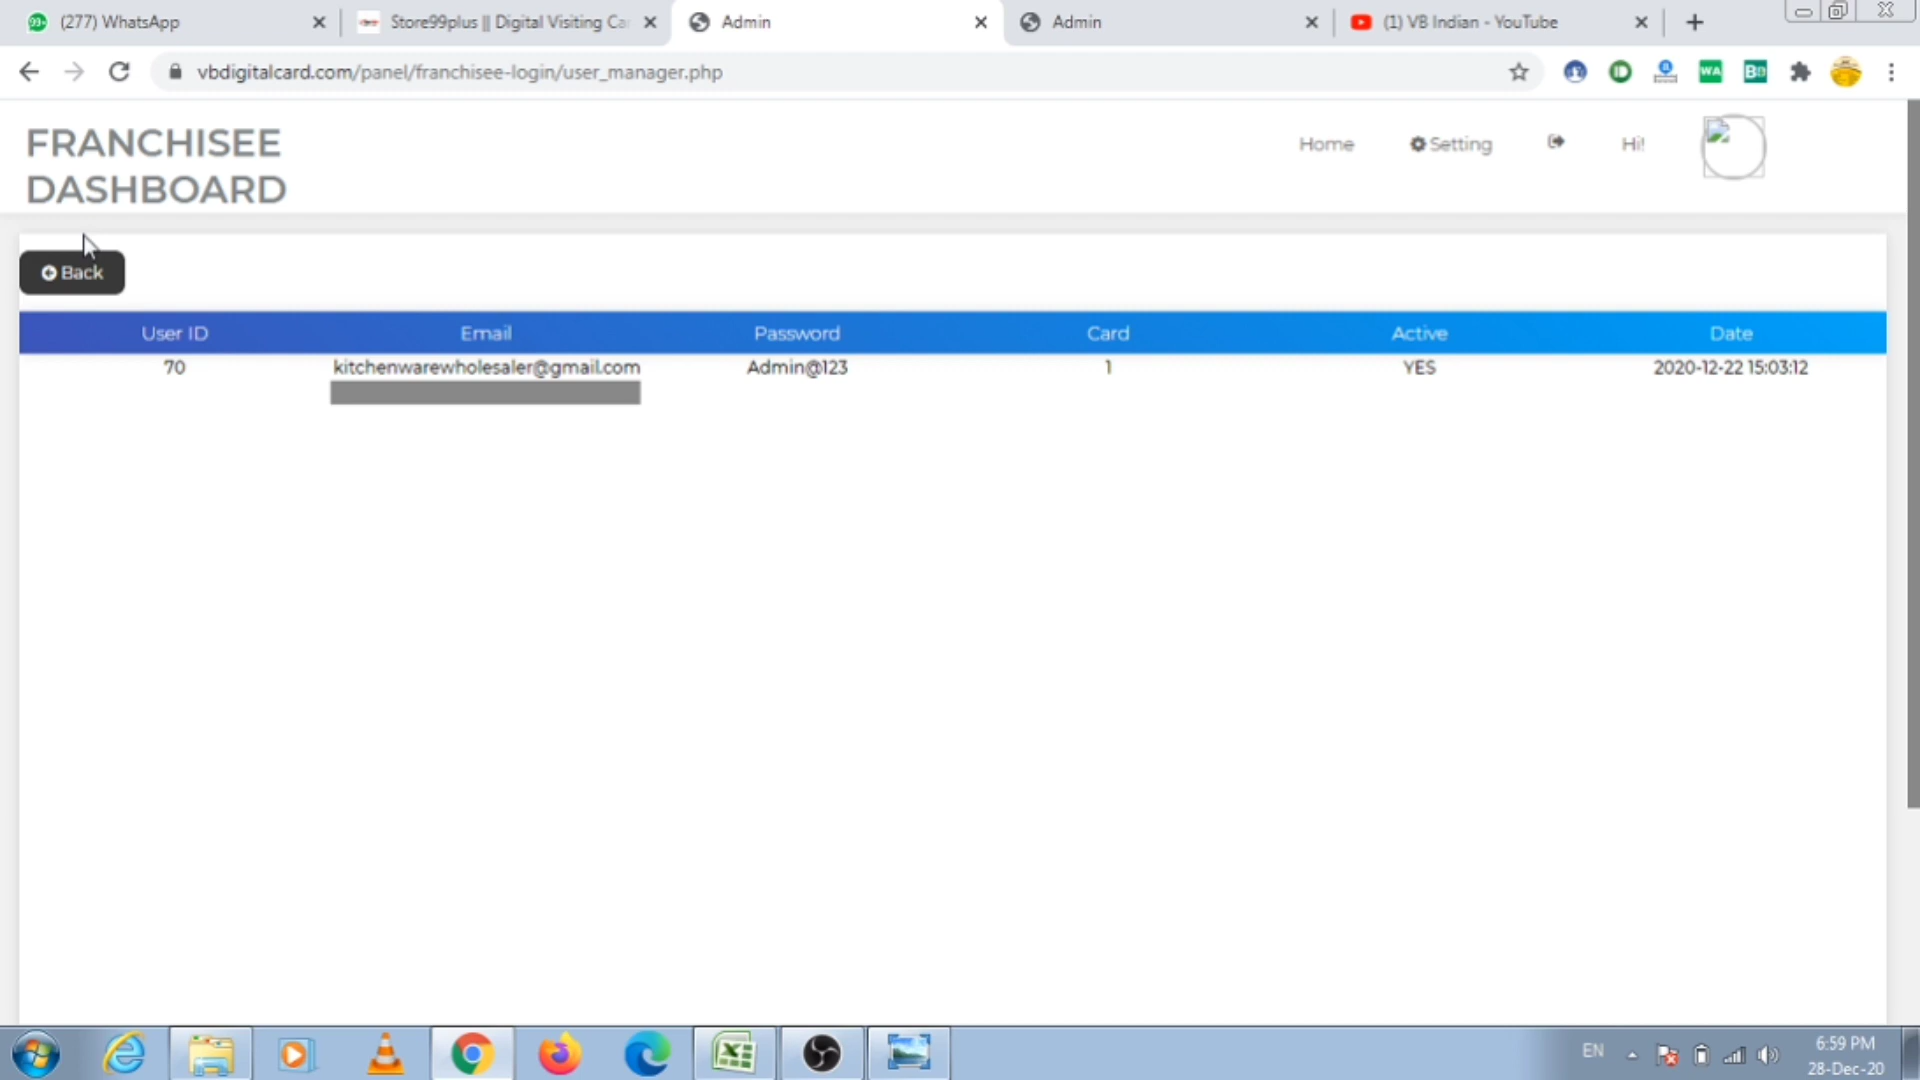 (277) WhatsApp
Store99plus || Digital Visiting Ca
Admin
Admin
(1) VB Indian - YouTube
vbdigitalcard.com/panel/franchisee-login/user_manager.php
WA
FRANCHISEE
DASHBOARD
Home
Setting
Hi!
Back
User ID Email Password Card Active Date
70 kitchenwarewholesaler@gmail.com Admin@123 1 YES 2020-12-22 15:03:12
EN
6:59 PM
28-Dec-20